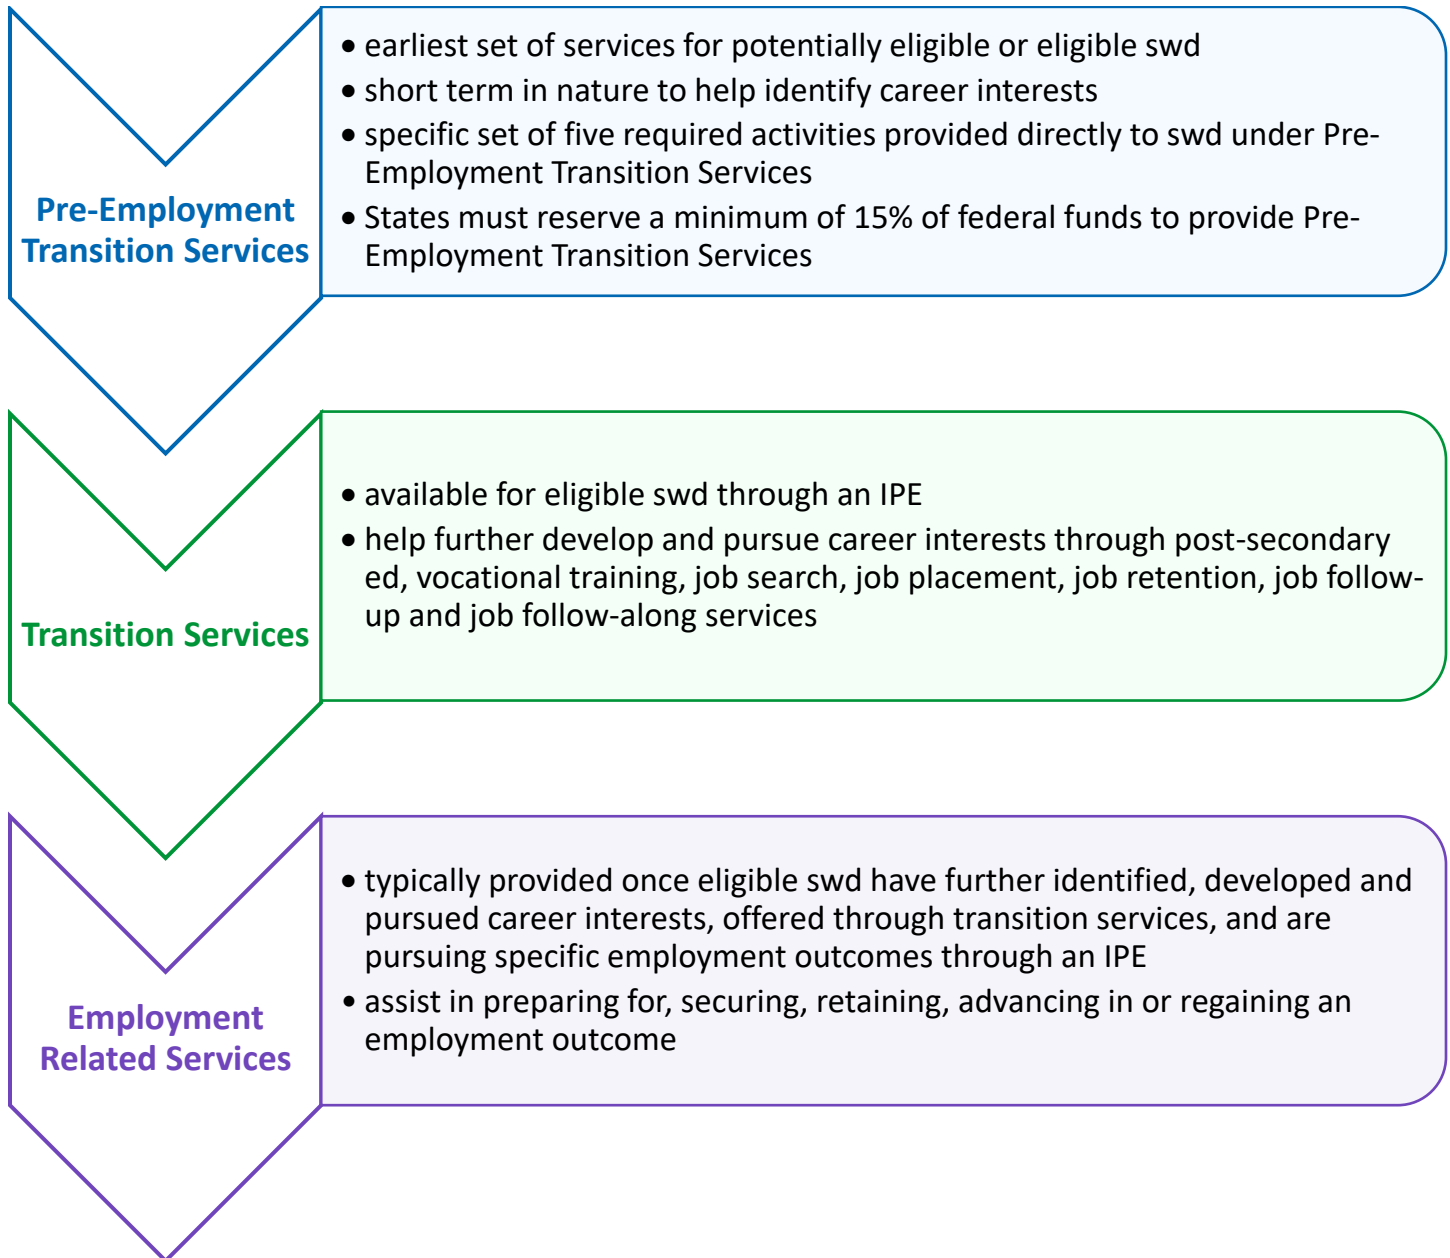 Pre-Employment
Transition Services
• earliest set of services for potentially eligible or eligible swd
• short term in nature to help identify career interests
• specific set of five required activities provided directly to swd under Pre-
Employment Transition Services
• States must reserve a minimum of 15% of federal funds to provide Pre-
Employment Transition Services
Transition Services
• available for eligible swd through an IPE
• help further develop and pursue career interests through post-secondary
ed, vocational training, job search, job placement, job retention, job follow-
up and job follow-along services
Employment
Related Services
• typically provided once eligible swd have further identified, developed and
pursued career interests, offered through transition services, and are
pursuing specific employment outcomes through an IPE
• assist in preparing for, securing, retaining, advancing in or regaining an
employment outcome